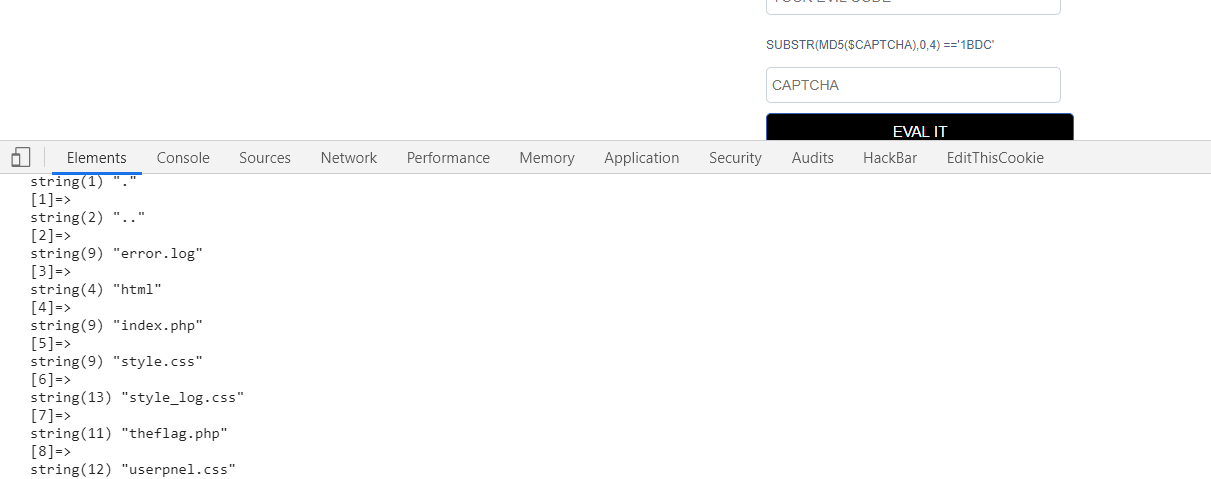 YOUR EVIL CODE
SUBSTR(MD5($CAPTCHA),0,4) =='1BDC'
CAPTCHA
EVAL IT
Elements Console Sources Network Performance Memory Application Security Audits HackBar EditThisCookie
string(1) "."
[1]=>
string(2) ".."
[2]=>
string(9) "error.log"
[3]=>
string(4) "html"
[4]=>
string(9) "index.php"
[5]=>
string(9) "style.css"
[6]=>
string(13) "style_log.css"
[7]=>
string(11) "theflag.php"
[8]=>
string(12) "userpnel.css"